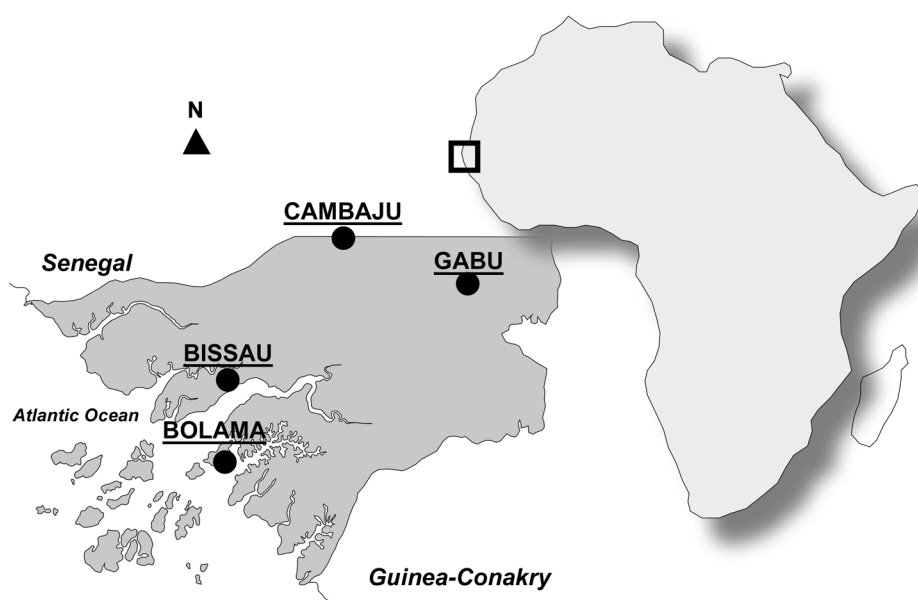 N
CAMBAJU
Senegal
GABU
BISSAU
Atlantic Ocean
BOLAMA
Guinea-Conakry